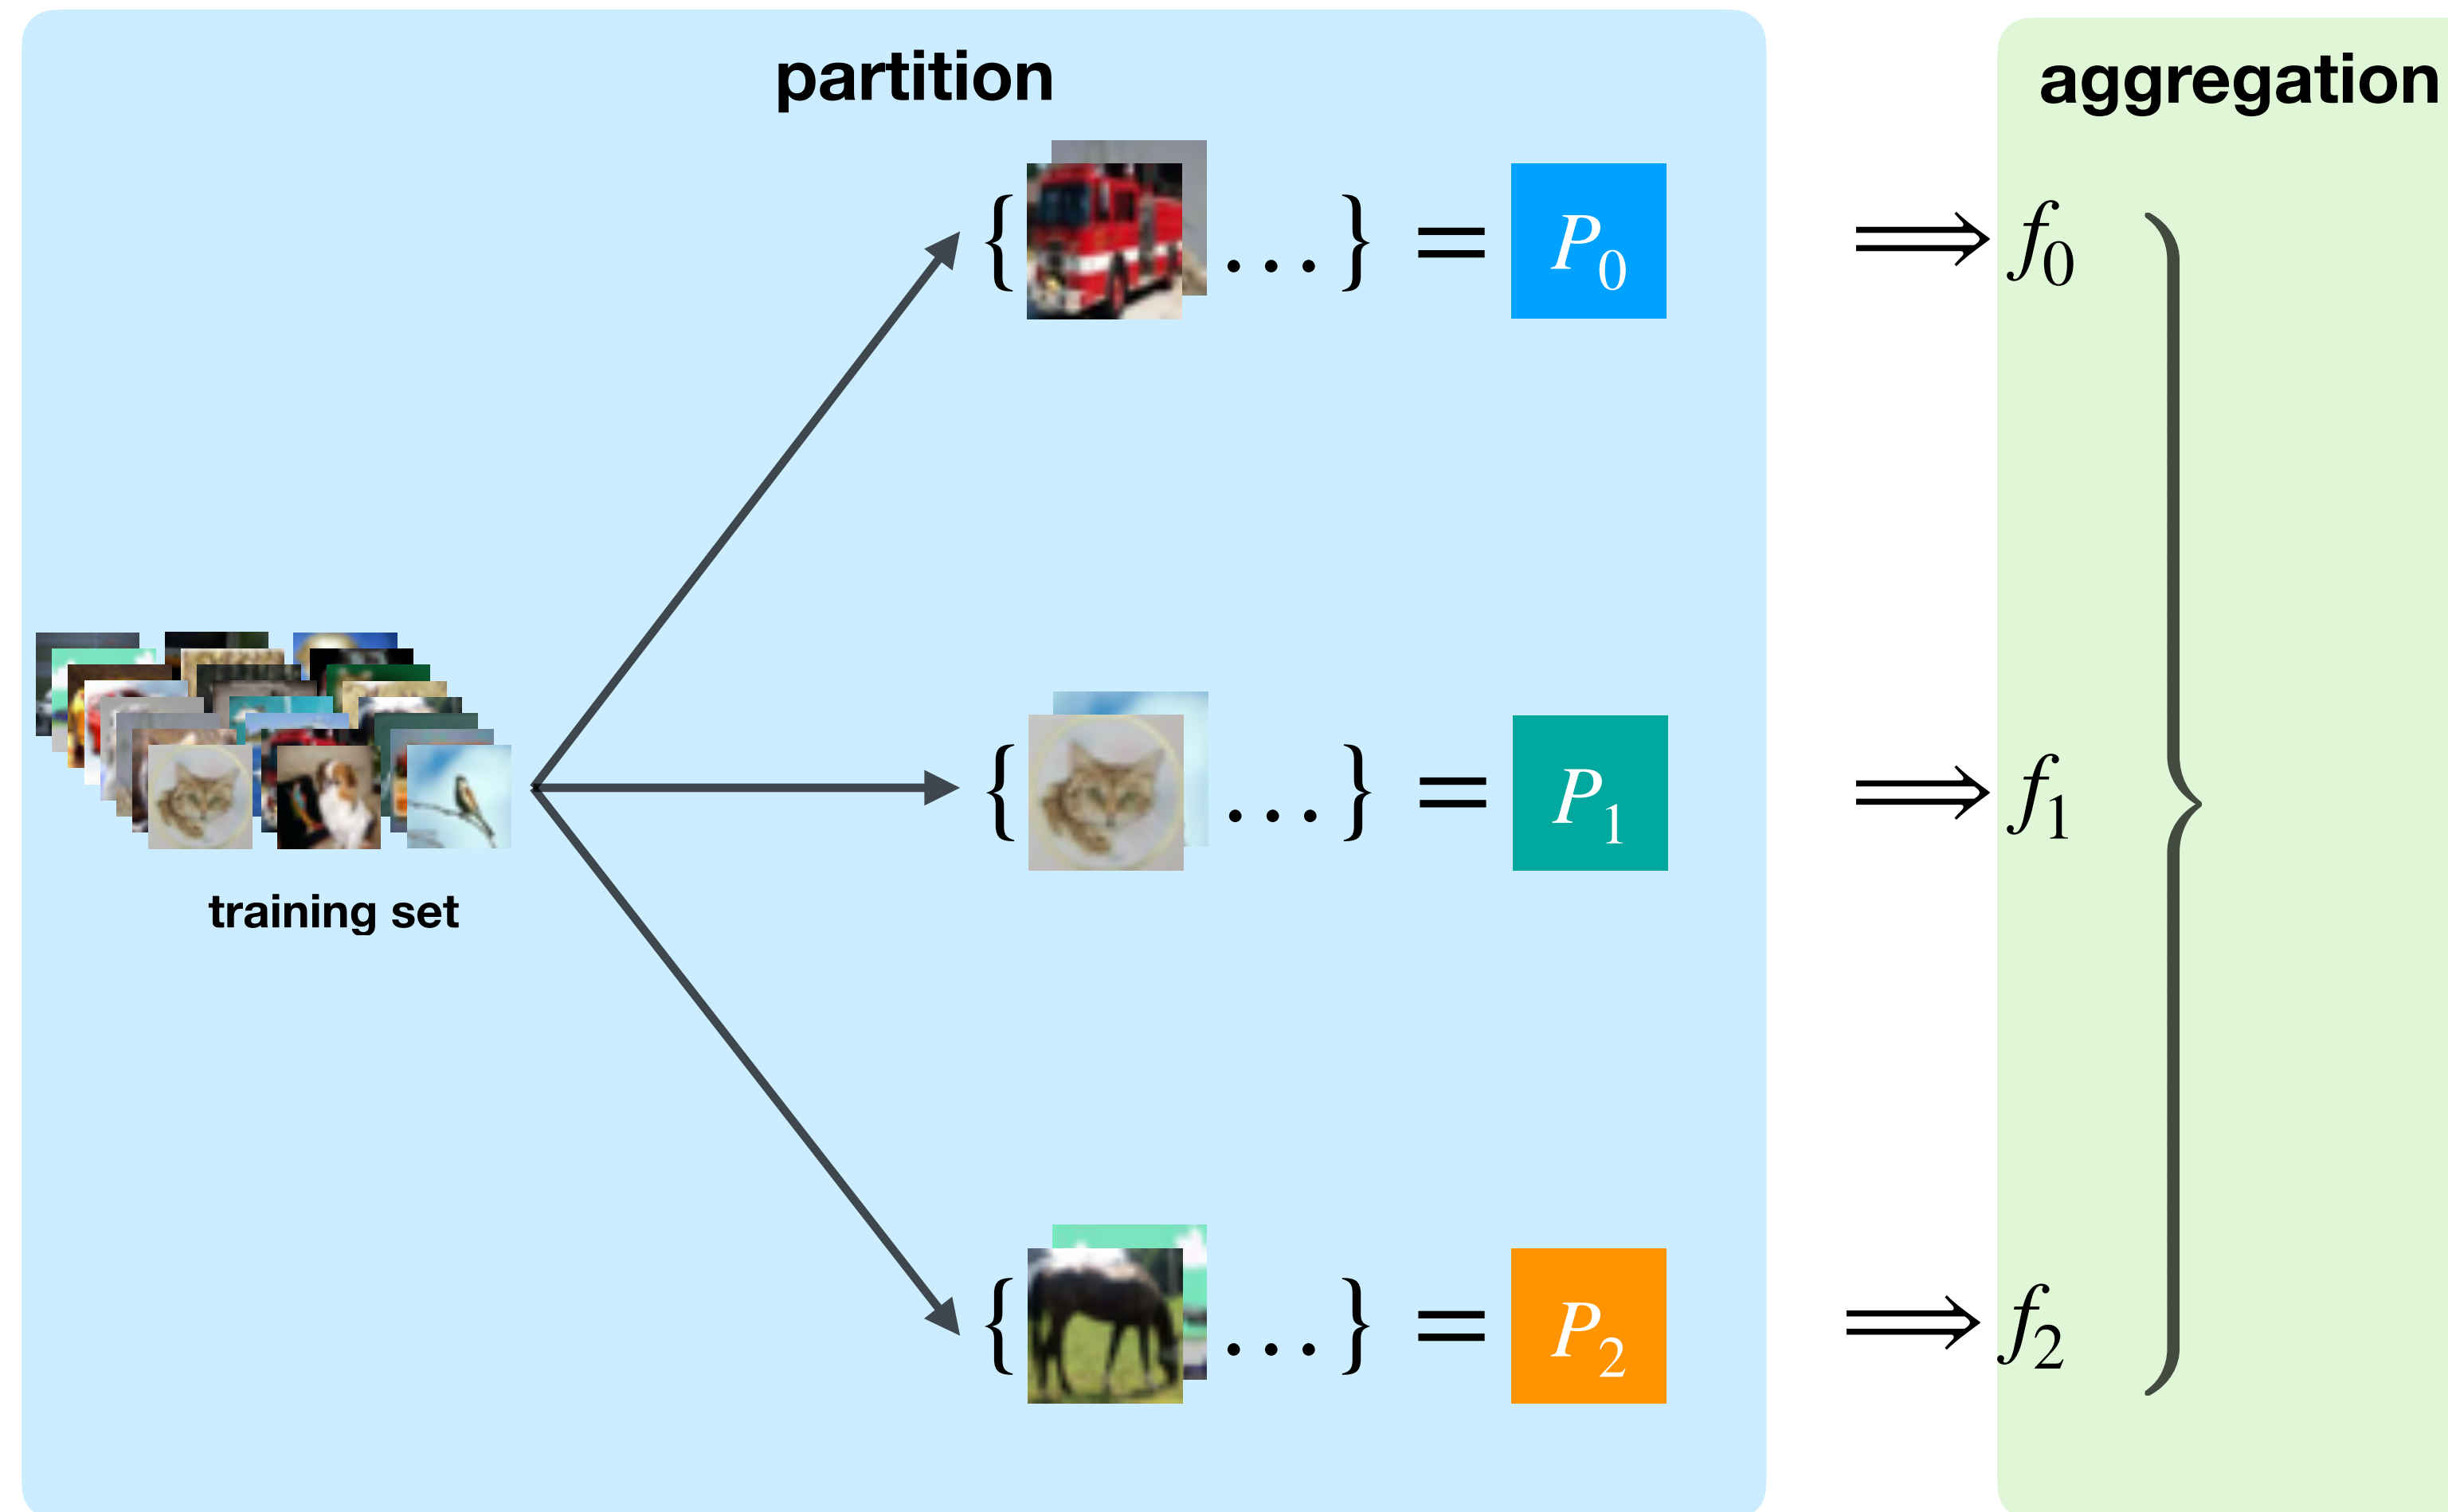 partition
aggregation
{ ... } = P₀ ⟹ f₀
{ ... } = P₁ ⟹ f₁
training set
{ ... } = P₂ ⟹ f₂